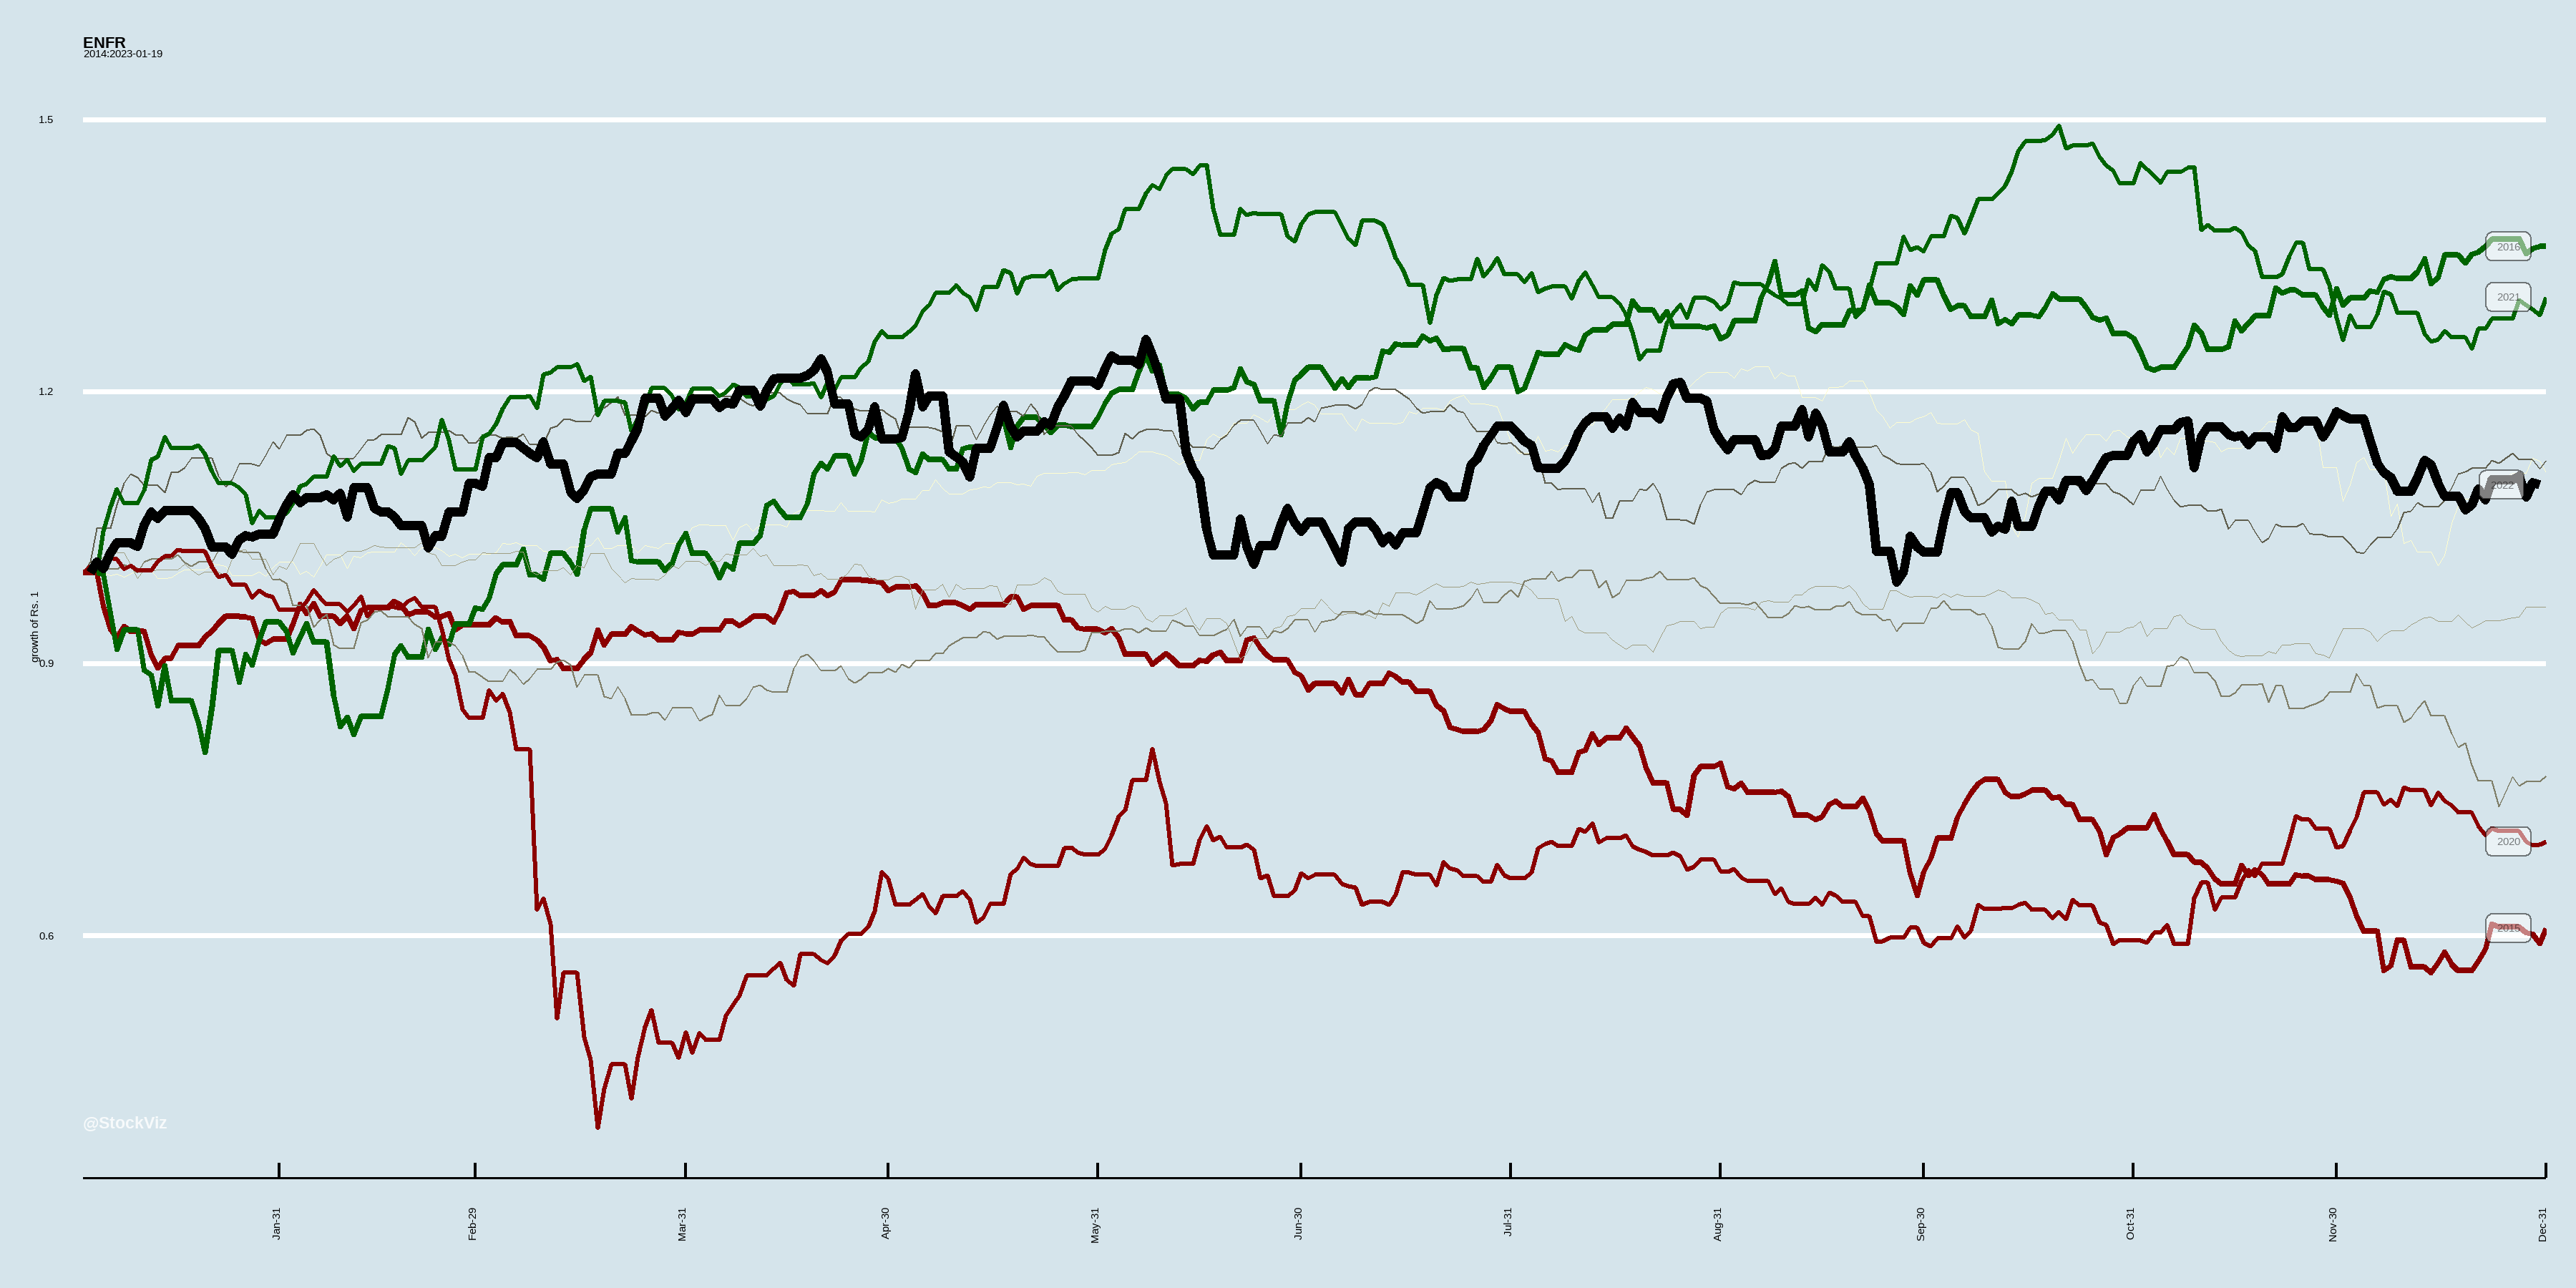 ENFR
2014:2023-01-19
1.5
1.2
0.9
0.6
growth of Rs. 1
2016
2021
2022
2020
2015
@StockViz
Jan-31
Feb-29
Mar-31
Apr-30
May-31
Jun-30
Jul-31
Aug-31
Sep-30
Oct-31
Nov-30
Dec-31